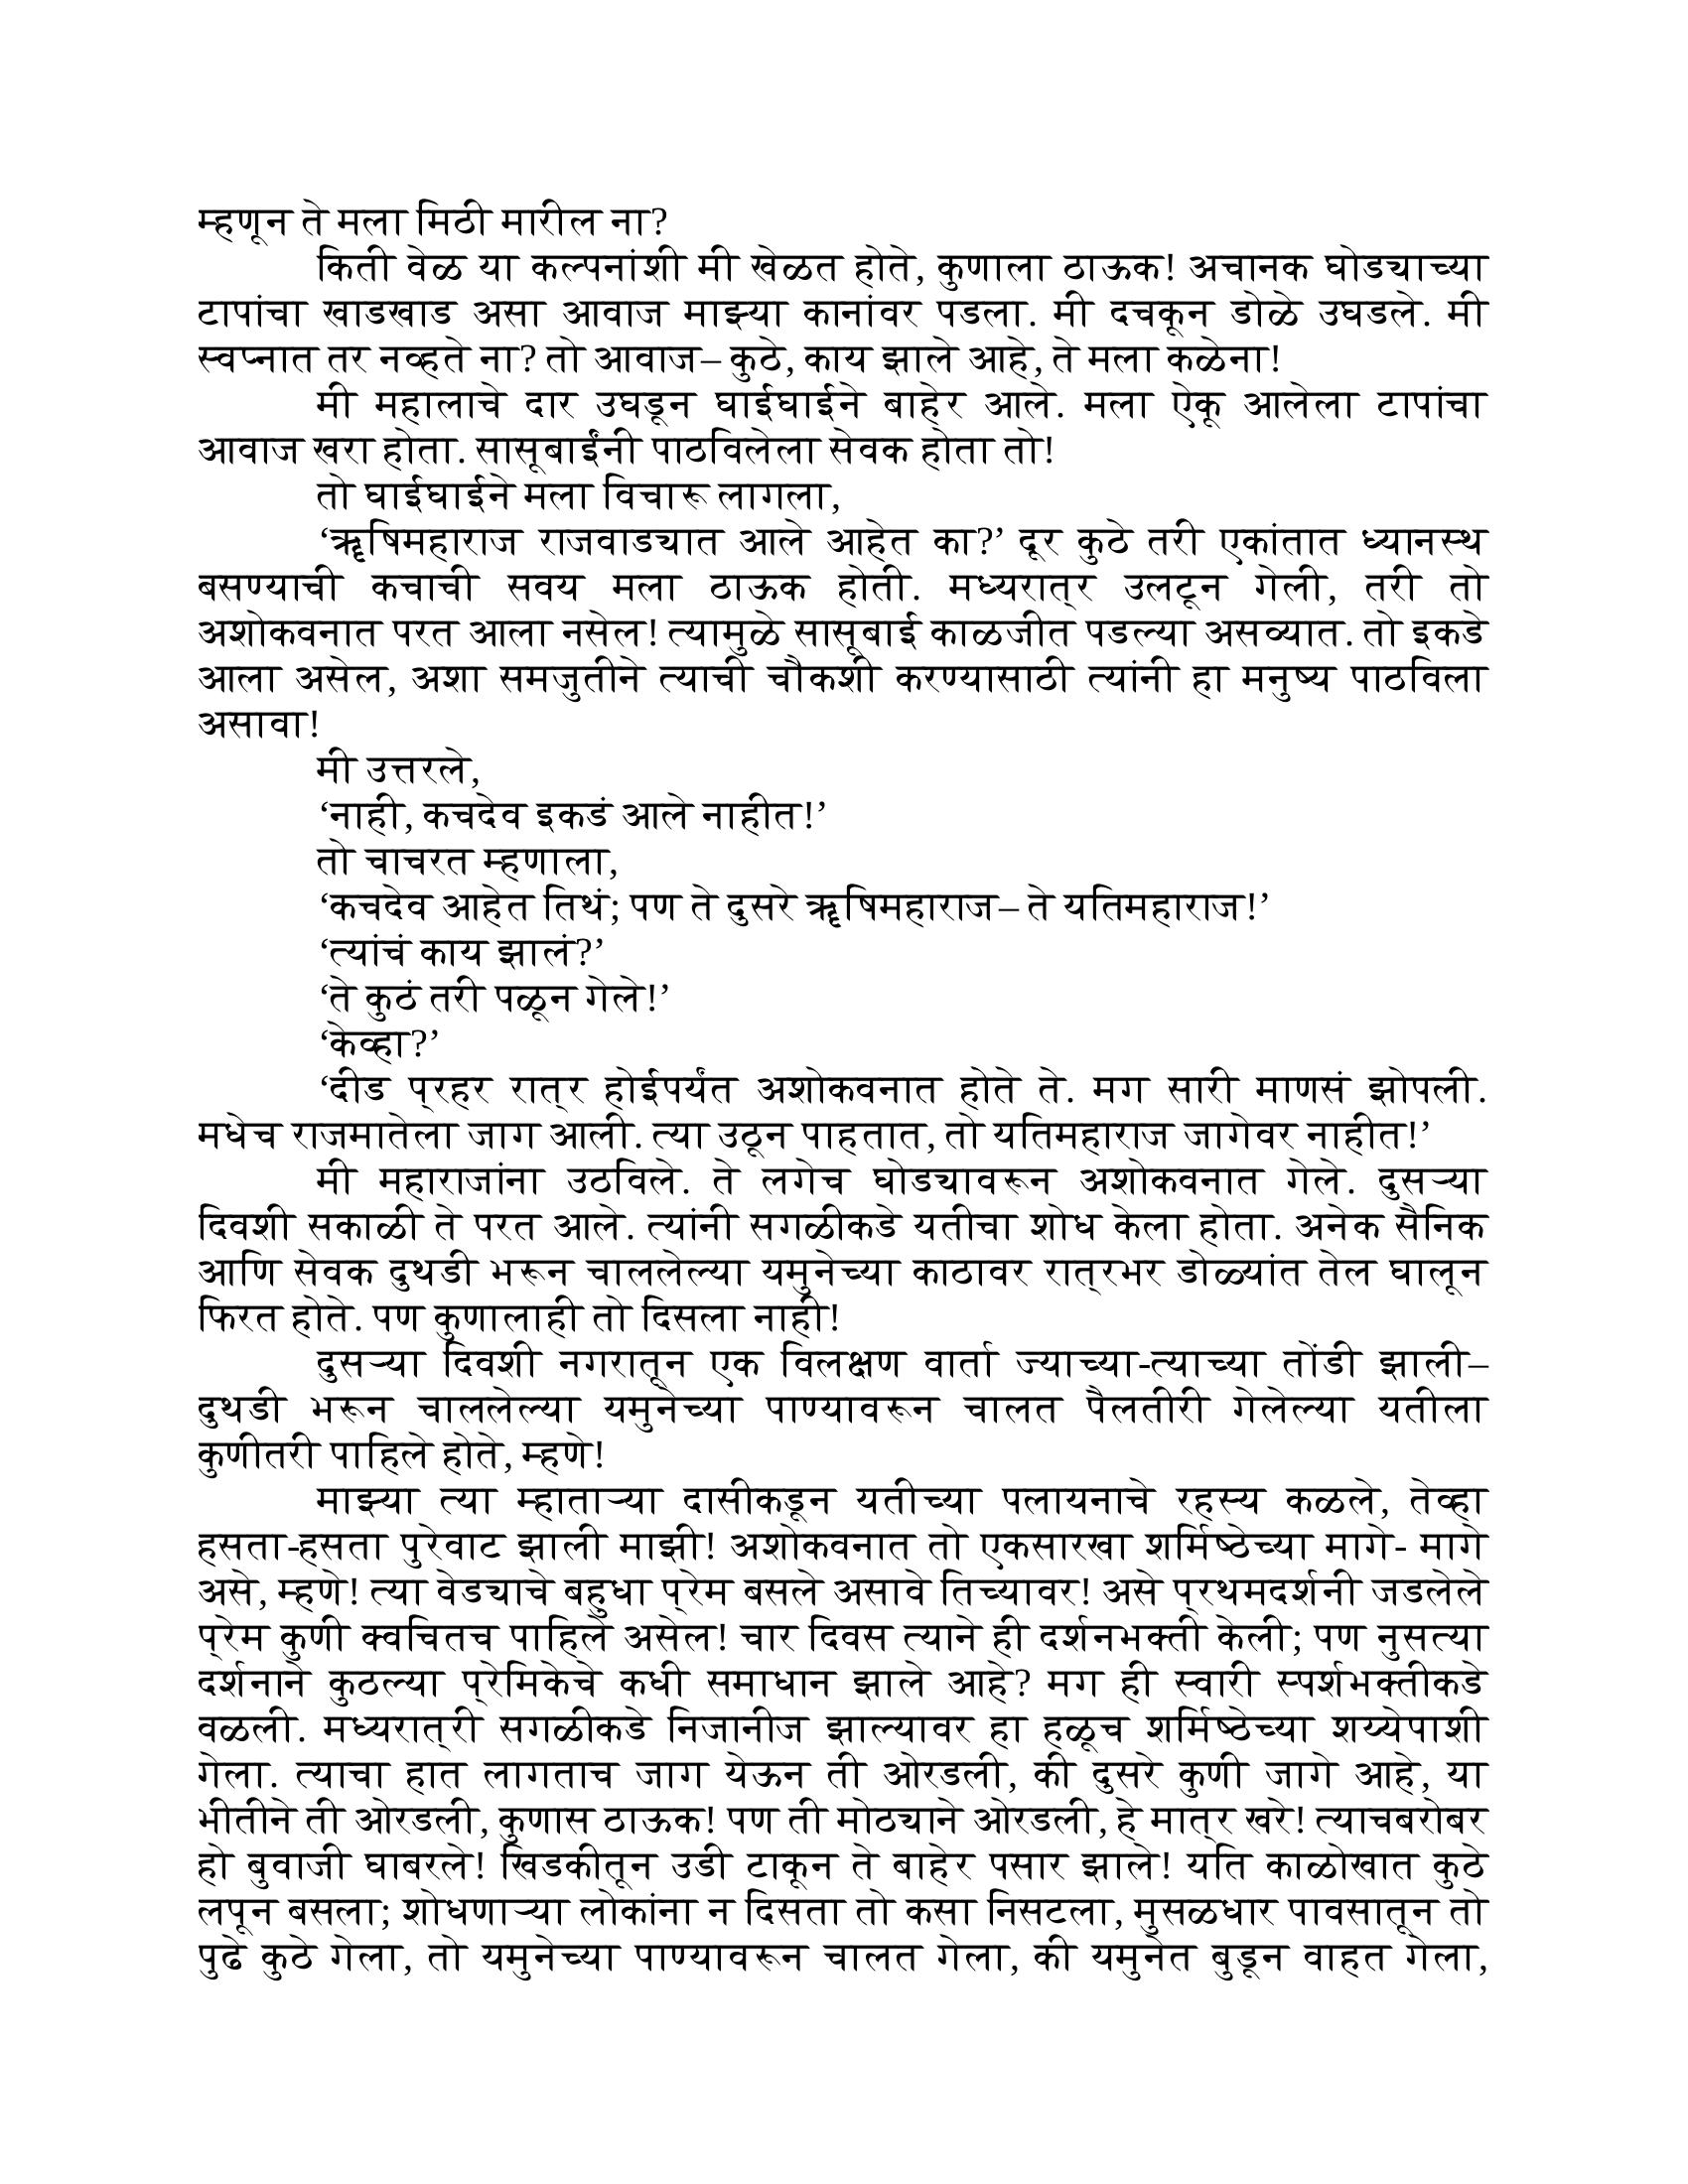 म्हणून ते मला मिठी मारील ना?
किती वेळ या कल्पनांशी मी खेळत होते, कुणाला ठाऊक! अचानक घोड्याच्या
टापांचा खाडखाड असा आवाज माझ्या कानांवर पडला. मी दचकून डोळे उघडले. मी
स्वप्नात तर नव्हते ना? तो आवाज– कुठे, काय झाले आहे, ते मला कळेना!
मी महालाचे दार उघडून घाईघाईने बाहेर आले. मला ऐकू आलेला टापांचा
आवाज खरा होता. सासूबाईंनी पाठविलेला सेवक होता तो!
तो घाईघाईने मला विचारू लागला,
‘ॠषिमहाराज राजवाड्यात आले आहेत का?’ दूर कुठे तरी एकांतात ध्यानस्थ
बसण्याची कचाची सवय मला ठाऊक होती. मध्यरात्र उलटून गेली, तरी तो
अशोकवनात परत आला नसेल! त्यामुळे सासूबाई काळजीत पडल्या असव्यात. तो इकडे
आला असेल, अशा समजुतीने त्याची चौकशी करण्यासाठी त्यांनी हा मनुष्य पाठविला
असावा!
मी उत्तरले,
‘नाही, कचदेव इकडं आले नाहीत!’
तो चाचरत म्हणाला,
‘कचदेव आहेत तिथं; पण ते दुसरे ॠषिमहाराज– ते यतिमहाराज!’
‘त्यांचं काय झालं?’
‘ते कुठं तरी पळून गेले!’
‘केव्हा?’
‘दीड प्रहर रात्र होईपर्यंत अशोकवनात होते ते. मग सारी माणसं झोपली.
मधेच राजमातेला जाग आली. त्या उठून पाहतात, तो यतिमहाराज जागेवर नाहीत!’
मी महाराजांना उठविले. ते लगेच घोड्यावरून अशोकवनात गेले. दुसऱ्या
दिवशी सकाळी ते परत आले. त्यांनी सगळीकडे यतीचा शोध केला होता. अनेक सैनिक
आणि सेवक दुथडी भरून चाललेल्या यमुनेच्या काठावर रात्रभर डोळ्यांत तेल घालून
फिरत होते. पण कुणालाही तो दिसला नाही!
दुसऱ्या दिवशी नगरातून एक विलक्षण वार्ता ज्याच्या-त्याच्या तोंडी झाली–
दुथडी भरून चाललेल्या यमुनेच्या पाण्यावरून चालत पैलतीरी गेलेल्या यतीला
कुणीतरी पाहिले होते, म्हणे!
माझ्या त्या म्हाताऱ्या दासीकडून यतीच्या पलायनाचे रहस्य कळले, तेव्हा
हसता-हसता पुरेवाट झाली माझी! अशोकवनात तो एकसारखा शर्मिष्ठेच्या मागे- मागे
असे, म्हणे! त्या वेड्याचे बहुधा प्रेम बसले असावे तिच्यावर! असे प्रथमदर्शनी जडलेले
प्रेम कुणी क्वचितच पाहिले असेल! चार दिवस त्याने ही दर्शनभक्ती केली; पण नुसत्या
दर्शनाने कुठल्या प्रेमिकेचे कधी समाधान झाले आहे? मग ही स्वारी स्पर्शभक्तीकडे
वळली. मध्यरात्री सगळीकडे निजानीज झाल्यावर हा हळूच शर्मिष्ठेच्या शय्येपाशी
गेला. त्याचा हात लागताच जाग येऊन ती ओरडली, की दुसरे कुणी जागे आहे, या
भीतीने ती ओरडली, कुणास ठाऊक! पण ती मोठ्याने ओरडली, हे मात्र खरे! त्याचबरोबर
हो बुवाजी घाबरले! खिडकीतून उडी टाकून ते बाहेर पसार झाले! यति काळोखात कुठे
लपून बसला; शोधणाऱ्या लोकांना न दिसता तो कसा निसटला, मुसळधार पावसातून तो
पुढे कुठे गेला, तो यमुनेच्या पाण्यावरून चालत गेला, की यमुनेत बुडून वाहत गेला,